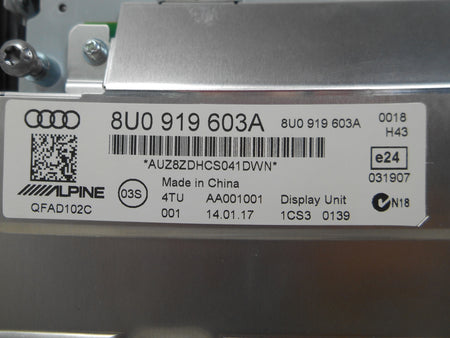 8U0 919 603A 8U0 919 603A 0018
H43
*AUZ8ZDHCS041DWN* e24
031907
ALPINE 03S Made in China
QFAD102C 4TU AA001001 Display Unit N18
001 14.01.17* 1CS3 0139